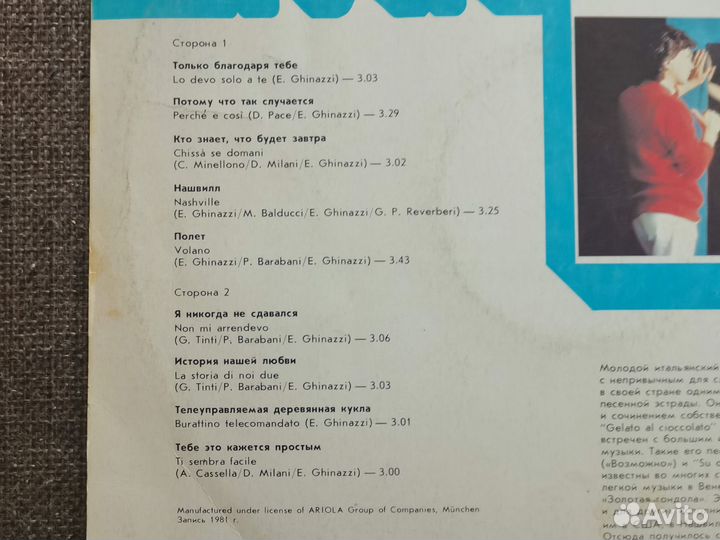 Сторона 1
Только благодаря тебе
Lo devo solo a te (E. Ghinazzi) — 3.03
Потому что так случается
Perché e così (D. Pace/E. Ghinazzi) — 3.29
Кто знает, что будет завтра
Chissà se domani
(C. Minellono/D. Milani/E. Ghinazzi) — 3.02
Нашвилл
Nashville
(E. Ghinazzi/M. Balducci/E. Ghinazzi/G. P. Reverberi) — 3.25
Полет
Volano
(E. Ghinazzi/P. Barabani/E. Ghinazzi) — 3.43
Сторона 2
Я никогда не сдавался
Non mi arrendevo
(G. Tinti/P. Barabani/E. Ghinazzi) — 3.06
История нашей любви
La storia di noi due
(G. Tinti/P. Barabani/E. Ghinazzi) — 3.03
Телеуправляемая деревянная кукла
Burattino telecomandato (E. Ghinazzi) — 3.01
Тебе это кажется простым
Ti sembra facile
(A. Cassella/D. Milani/E. Ghinazzi) — 3.00
Manufactured under license of ARIOLA Group of Companies, München
Запись 1981 г.
Молодой итальянский
с непривычным для
в своей стране одним
песенной эстрады. Он
и сочинением собстве
"Gelato al cioccolato"
встречен с большим и
музыки. Такие его пе
(«Возможно») и "Su
известны во многих с
легкой музыки в Вене
«Золотая гондола». Э
и для других
США, в Нашвил
Отсюда получилось с
Avito